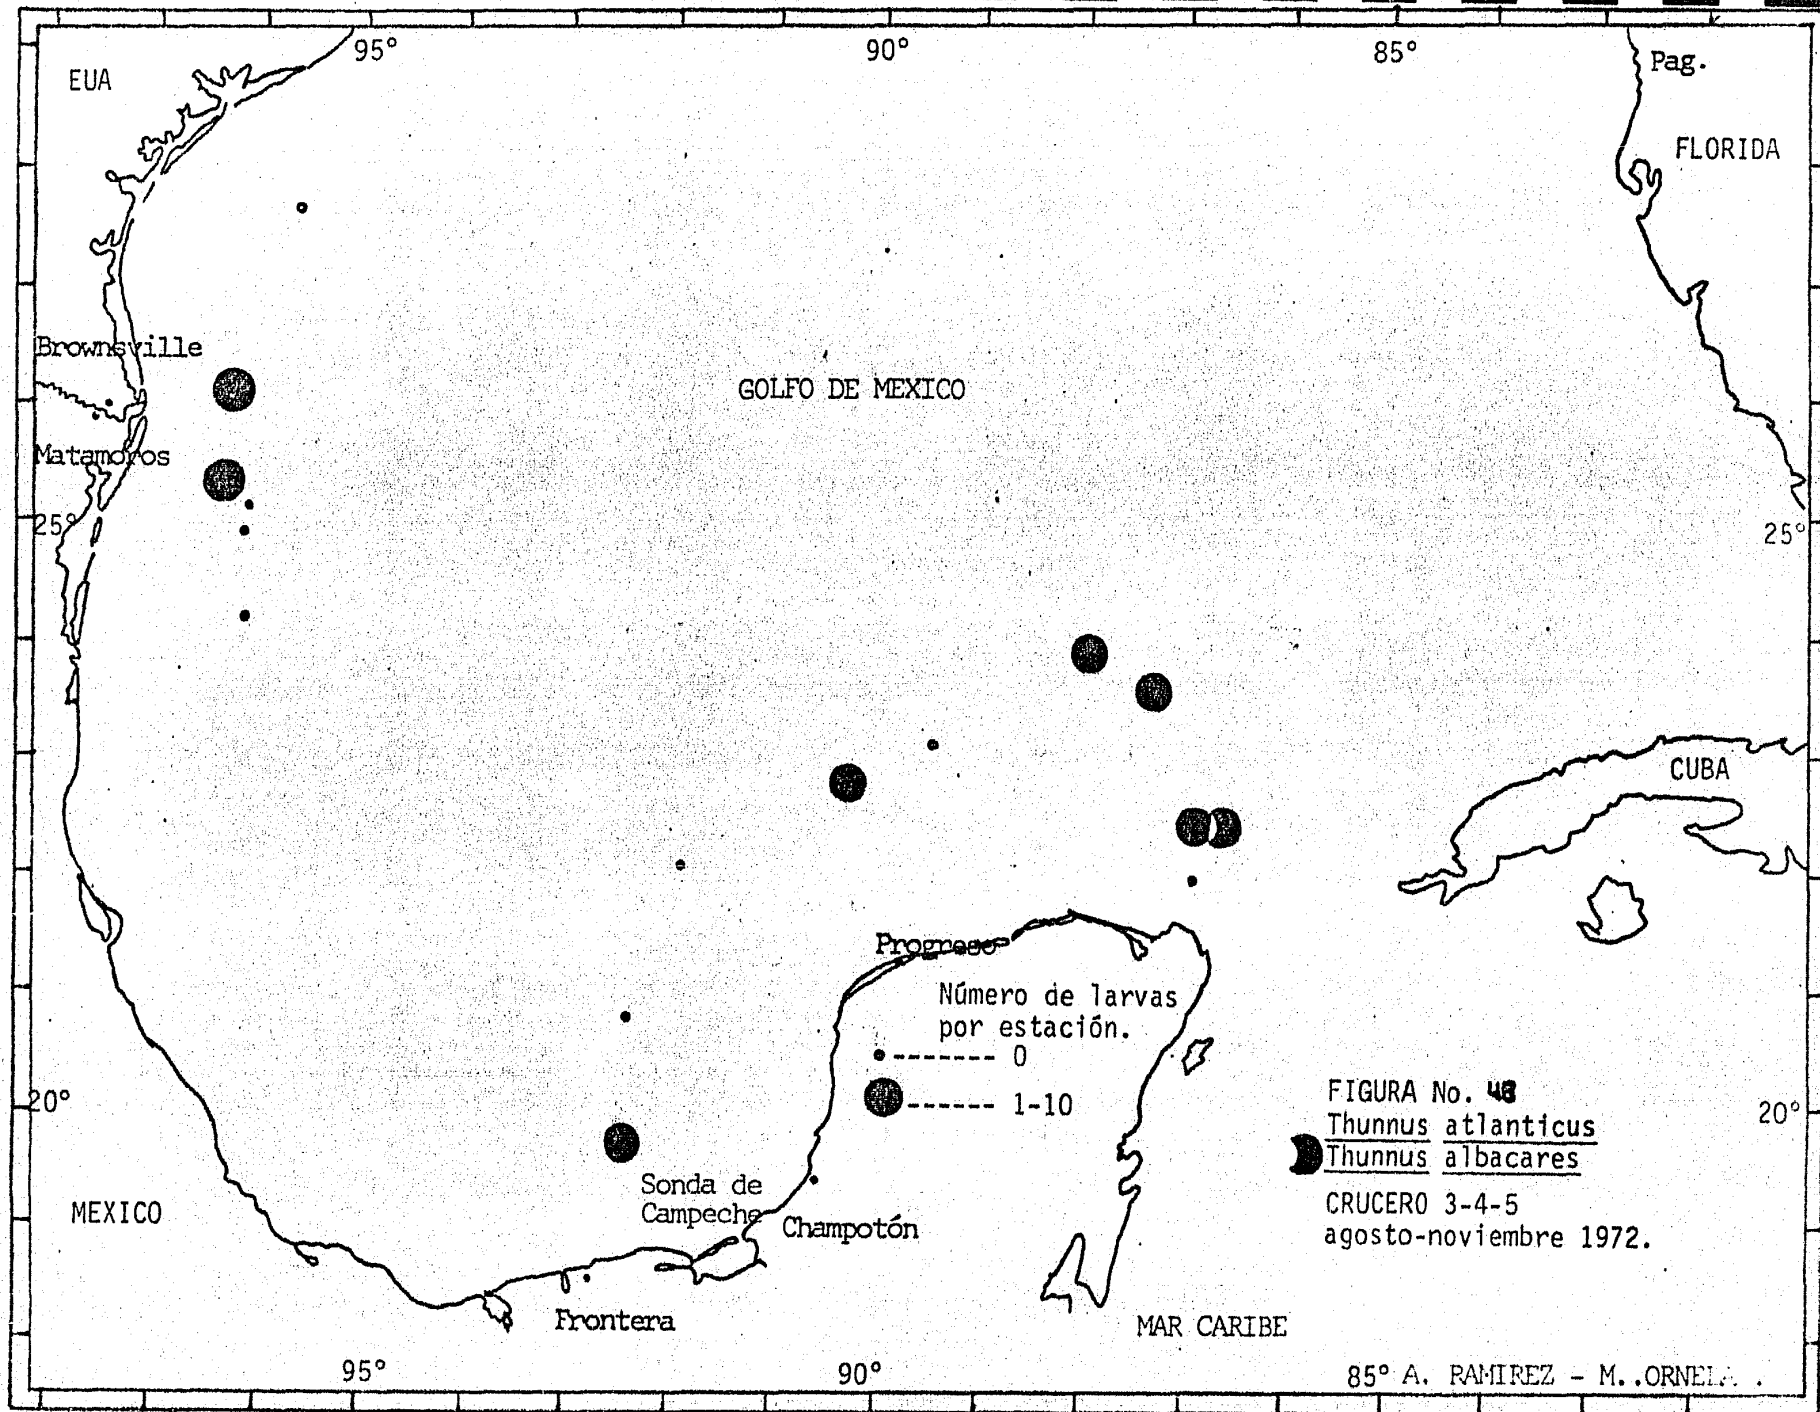 95°
90°
85°
EUA
Pag.
FLORIDA
Brownsville
GOLFO DE MEXICO
Matamoros
25°
25°
CUBA
Progreso
Número de larvas
por estación.
0
1-10
20°
FIGURA No.
20°
Thunnus atlanticus
Thunnus albacares
Sonda de
Campeche
MEXICO
Champotón
CRUCERO 3-4-5
agosto-noviembre 1972.
Frontera
MAR CARIBE
95°
90°
85°
A. RAMIREZ - M.